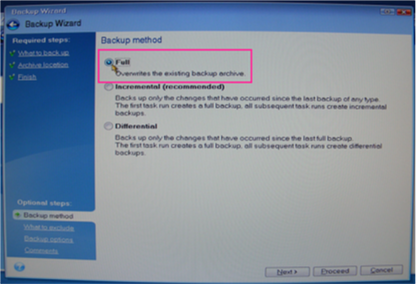 Backup Wizard
Backup Wizard
Required steps:
What to back up
Archive location
Finish
Backup method
Full
Overwrites the existing backup archive.
Incremental (recommended)
Backs up only the changes that have occurred since the last backup of any type.
The first task run creates a full backup, all subsequent task runs create incremental
backups.
Differential
Backs up only the changes that have occurred since the last full backup.
The first task run creates a full backup, all subsequent task runs create differential
backups.
Optional steps:
Backup method
What to exclude
Backup options
Comments
Next >
Proceed
Cancel